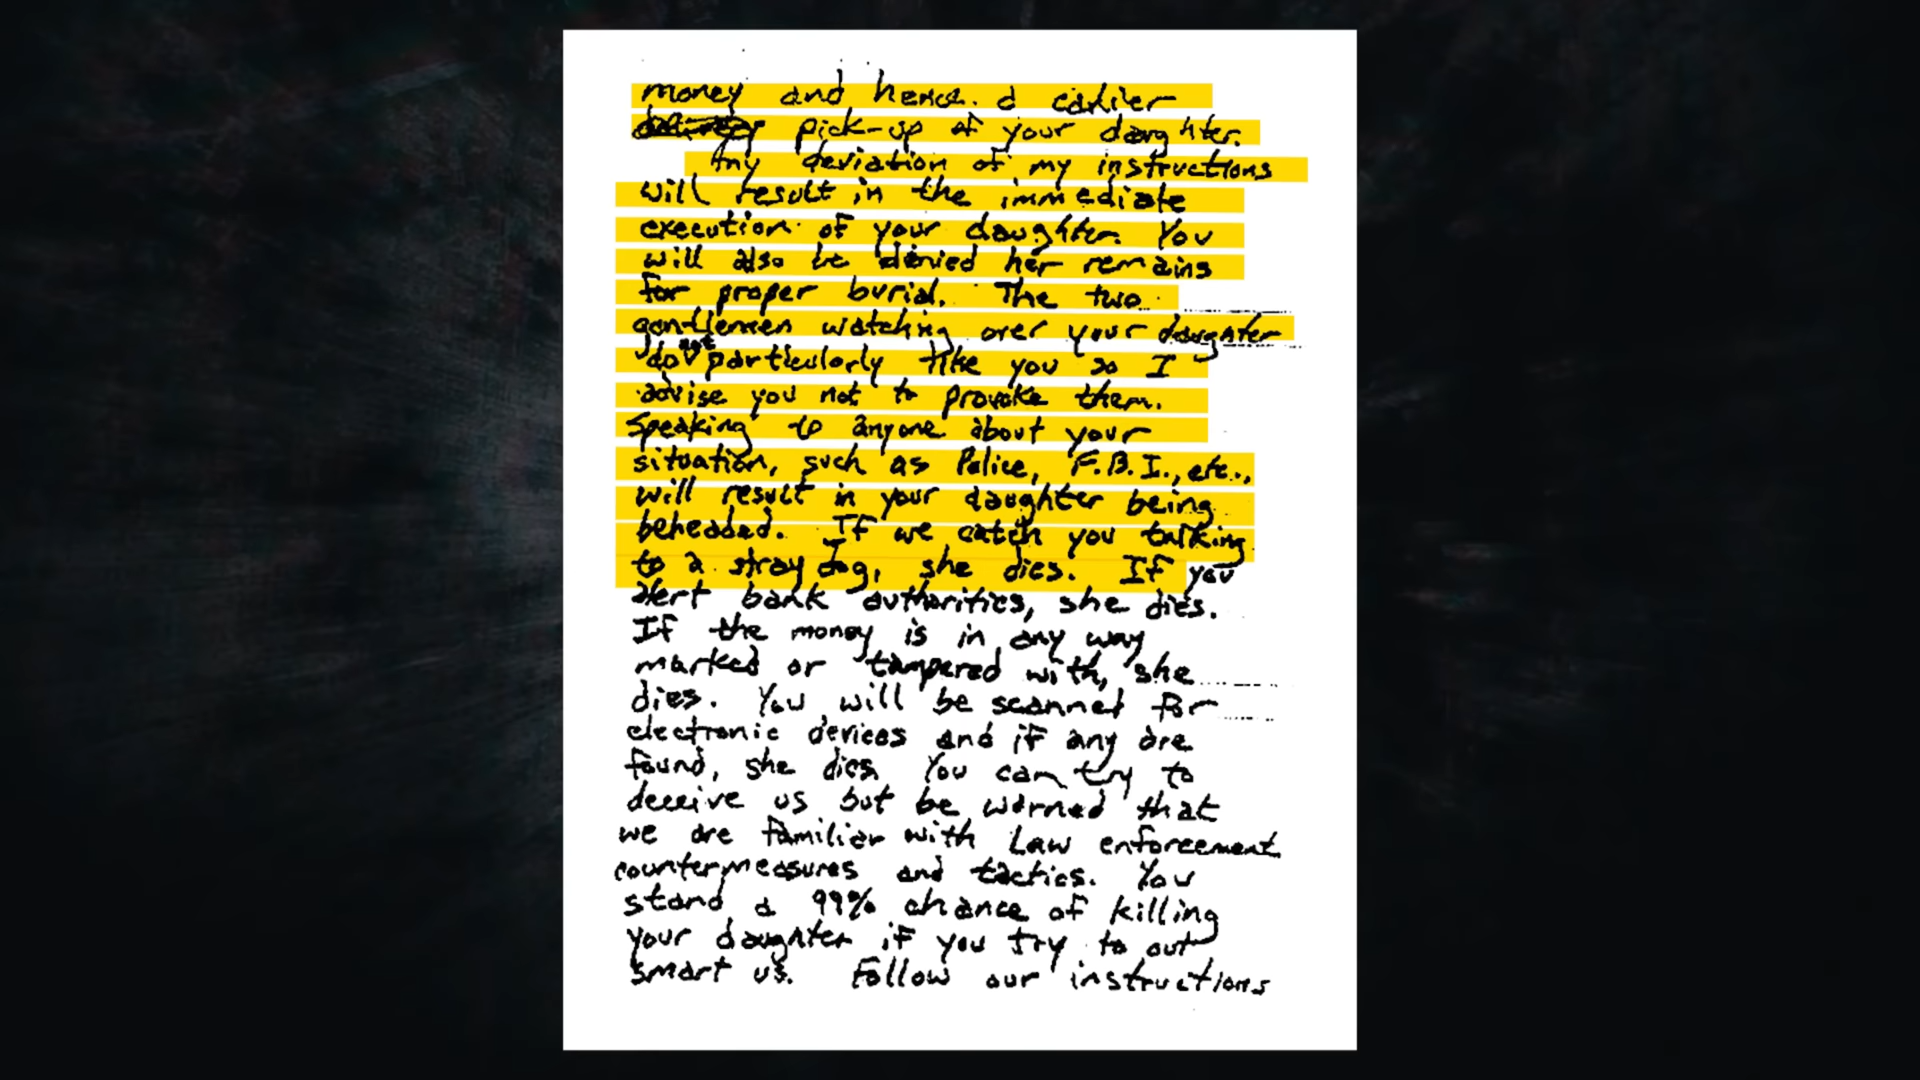 money and hence a earlier
delivery pick-up of your daughter.
Any deviation of my instructions
will result in the immediate
execution of your daughter. You
will also be denied her remains
for proper burial. The two
gentlemen watching over your daughter
do not particularly like you so I
advise you not to provoke them.
Speaking to anyone about your
situation, such as Police, F.B.I., etc.,
will result in your daughter being
beheaded. If we catch you talking
to a stray dog, she dies. If you
alert bank authorities, she dies.
If the money is in any way
marked or tampered with, she
dies. You will be scanned for
electronic devices and if any are
found, she dies. You can try to
deceive us but be warned that
we are familiar with Law enforcement
countermeasures and tactics. You
stand a 99% chance of killing
your daughter if you try to out
smart us. Follow our instructions